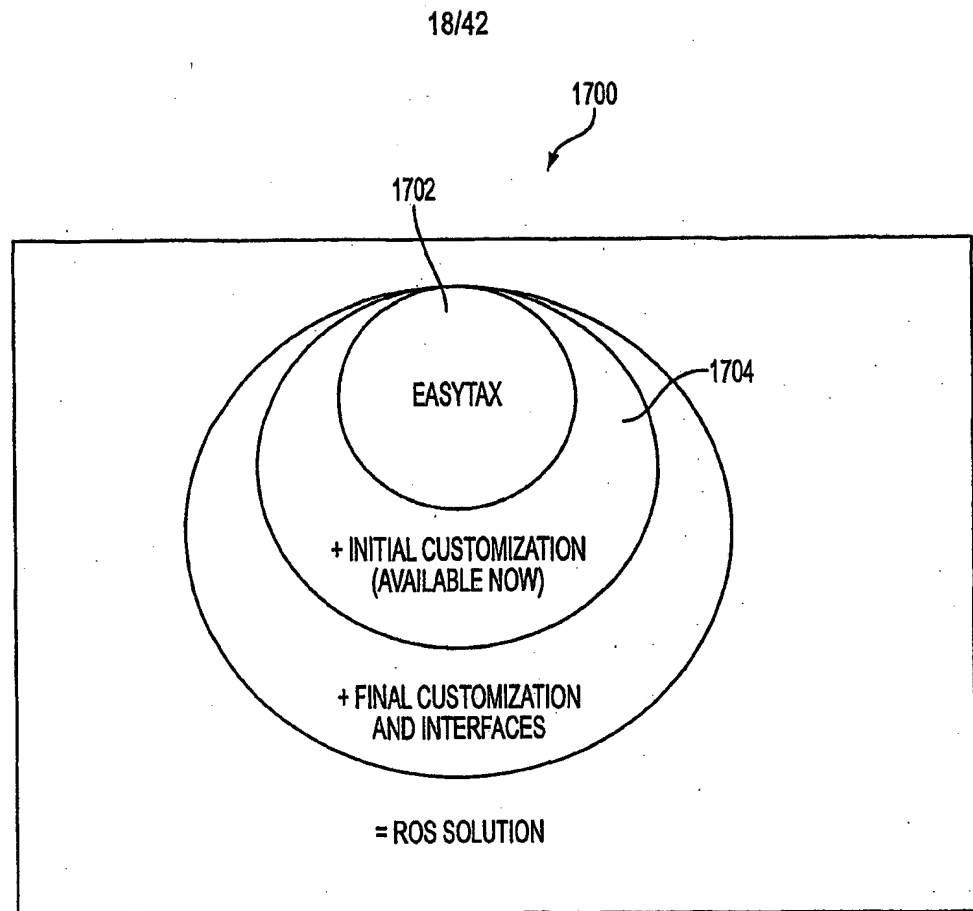 18/42
1700
1702
EASYTAX
1704
+ INITIAL CUSTOMIZATION
(AVAILABLE NOW)
+ FINAL CUSTOMIZATION
AND INTERFACES
= ROS SOLUTION